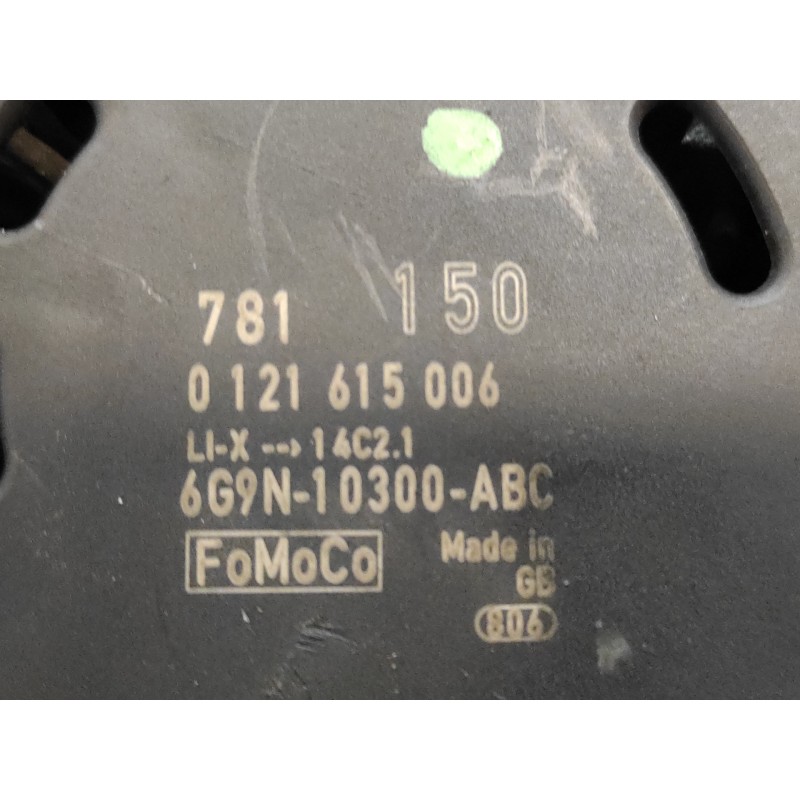 781 150
0 121 615 006
LI-X --> 14C2.1
6G9N-10300-ABC
FoMoCo Made in
GB
806